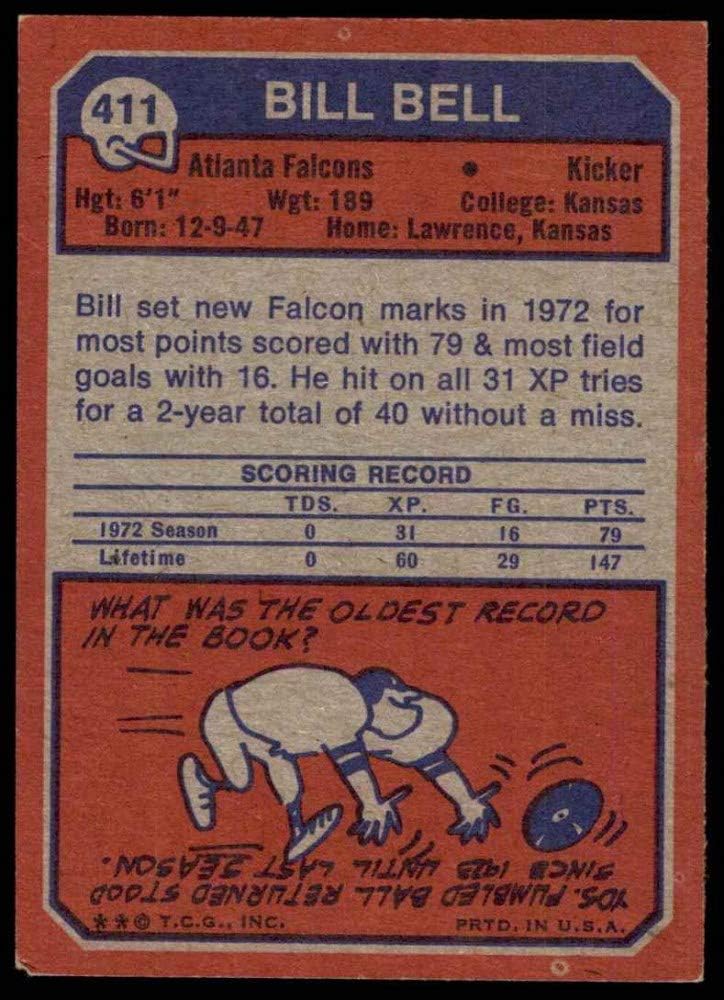 411
BILL BELL
Atlanta Falcons • Kicker
Hgt: 6'1" Wgt: 189 College: Kansas
Born: 12-9-47 Home: Lawrence, Kansas
Bill set new Falcon marks in 1972 for
most points scored with 79 & most field
goals with 16. He hit on all 31 XP tries
for a 2-year total of 40 without a miss.
SCORING RECORD
TDS. XP. FG. PTS.
1972 Season 0 31 16 79
Lifetime 0 60 29 147
WHAT WAS THE OLDEST RECORD
IN THE BOOK?
YDS. FUMBLED BALL RETURNED STOOD
SINCE 1923 UNTIL LAST SEASON.
**© T.C.G., INC. PRTD. IN U.S.A.